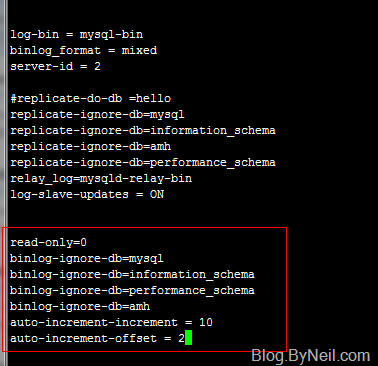 log-bin = mysql-bin
binlog_format = mixed
server-id = 2
#replicate-do-db =hello
replicate-ignore-db=mysql
replicate-ignore-db=information_schema
replicate-ignore-db=amh
replicate-ignore-db=performance_schema
relay_log=mysqld-relay-bin
log-slave-updates = ON
read-only=0
binlog-ignore-db=mysql
binlog-ignore-db=information_schema
binlog-ignore-db=performance_schema
binlog-ignore-db=amh
auto-increment-increment = 10
auto-increment-offset = 2
Blog.ByNeil.com